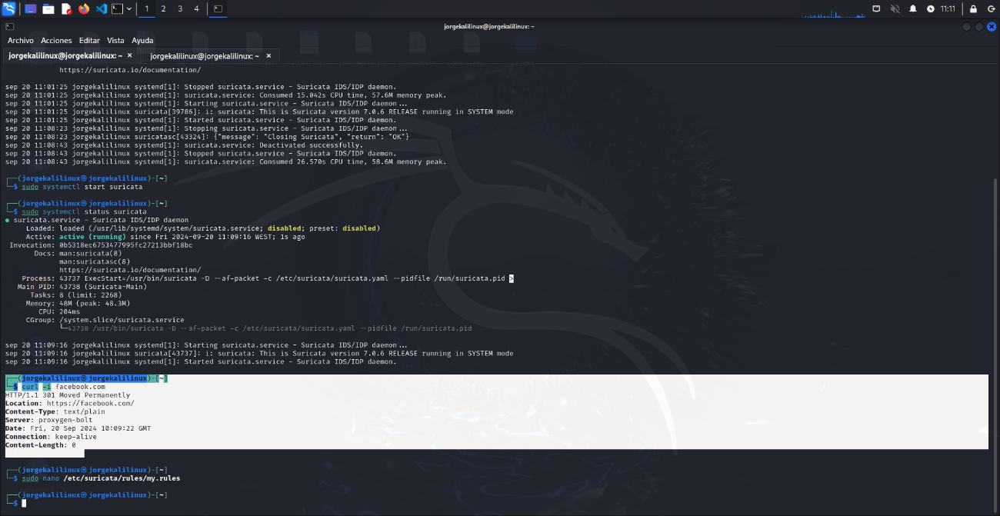 1 2 3 4 11:11
jorgekalilinux@jorgekalilinux: ~
Archivo Acciones Editar Vista Ayuda
jorgekalilinux@jorgekalilinux: ~ × jorgekalilinux@jorgekalilinux: ~ ×
https://suricata.io/documentation/
sep 20 11:01:25 jorgekalilinux systemd[1]: Stopped suricata.service - Suricata IDS/IDP daemon.
sep 20 11:01:25 jorgekalilinux systemd[1]: suricata.service: Consumed 15.042s CPU time, 57.6M memory peak.
sep 20 11:01:25 jorgekalilinux systemd[1]: Starting suricata.service - Suricata IDS/IDP daemon...
sep 20 11:01:25 jorgekalilinux suricata[39786]: i: suricata: This is Suricata version 7.0.6 RELEASE running in SYSTEM mode
sep 20 11:01:25 jorgekalilinux systemd[1]: Started suricata.service - Suricata IDS/IDP daemon.
sep 20 11:08:23 jorgekalilinux systemd[1]: Stopping suricata.service - Suricata IDS/IDP daemon...
sep 20 11:08:23 jorgekalilinux suricatasc[43324]: {"message": "Closing Suricata", "return": "OK"}
sep 20 11:08:43 jorgekalilinux systemd[1]: suricata.service: Deactivated successfully.
sep 20 11:08:43 jorgekalilinux systemd[1]: Stopped suricata.service - Suricata IDS/IDP daemon.
sep 20 11:08:43 jorgekalilinux systemd[1]: suricata.service: Consumed 26.570s CPU time, 58.6M memory peak.
┌──(jorgekalilinux㉿jorgekalilinux)-[~]
└─$ sudo systemctl start suricata
┌──(jorgekalilinux㉿jorgekalilinux)-[~]
└─$ sudo systemctl status suricata
● suricata.service - Suricata IDS/IDP daemon
Loaded: loaded (/usr/lib/systemd/system/suricata.service; disabled; preset: disabled)
Active: active (running) since Fri 2024-09-20 11:09:16 WEST; 1s ago
Invocation: 0b5318ec6753477995fc27213bbf18bc
Docs: man:suricata(8)
man:suricatasc(8)
https://suricata.io/documentation/
Process: 43737 ExecStart=/usr/bin/suricata -D --af-packet -c /etc/suricata/suricata.yaml --pidfile /run/suricata.pid >
Main PID: 43738 (Suricata-Main)
Tasks: 8 (limit: 2268)
Memory: 48M (peak: 48.3M)
CPU: 204ms
CGroup: /system.slice/suricata.service
└─43738 /usr/bin/suricata -D --af-packet -c /etc/suricata/suricata.yaml --pidfile /run/suricata.pid
sep 20 11:09:16 jorgekalilinux systemd[1]: Starting suricata.service - Suricata IDS/IDP daemon...
sep 20 11:09:16 jorgekalilinux suricata[43737]: i: suricata: This is Suricata version 7.0.6 RELEASE running in SYSTEM mode
sep 20 11:09:16 jorgekalilinux systemd[1]: Started suricata.service - Suricata IDS/IDP daemon.
┌──(jorgekalilinux㉿jorgekalilinux)-[~]
└─$ curl -i facebook.com
HTTP/1.1 301 Moved Permanently
Location: https://facebook.com/
Content-Type: text/plain
Server: proxygen-bolt
Date: Fri, 20 Sep 2024 10:09:22 GMT
Connection: keep-alive
Content-Length: 0
┌──(jorgekalilinux㉿jorgekalilinux)-[~]
└─$ sudo nano /etc/suricata/rules/my.rules
┌──(jorgekalilinux㉿jorgekalilinux)-[~]
└─$